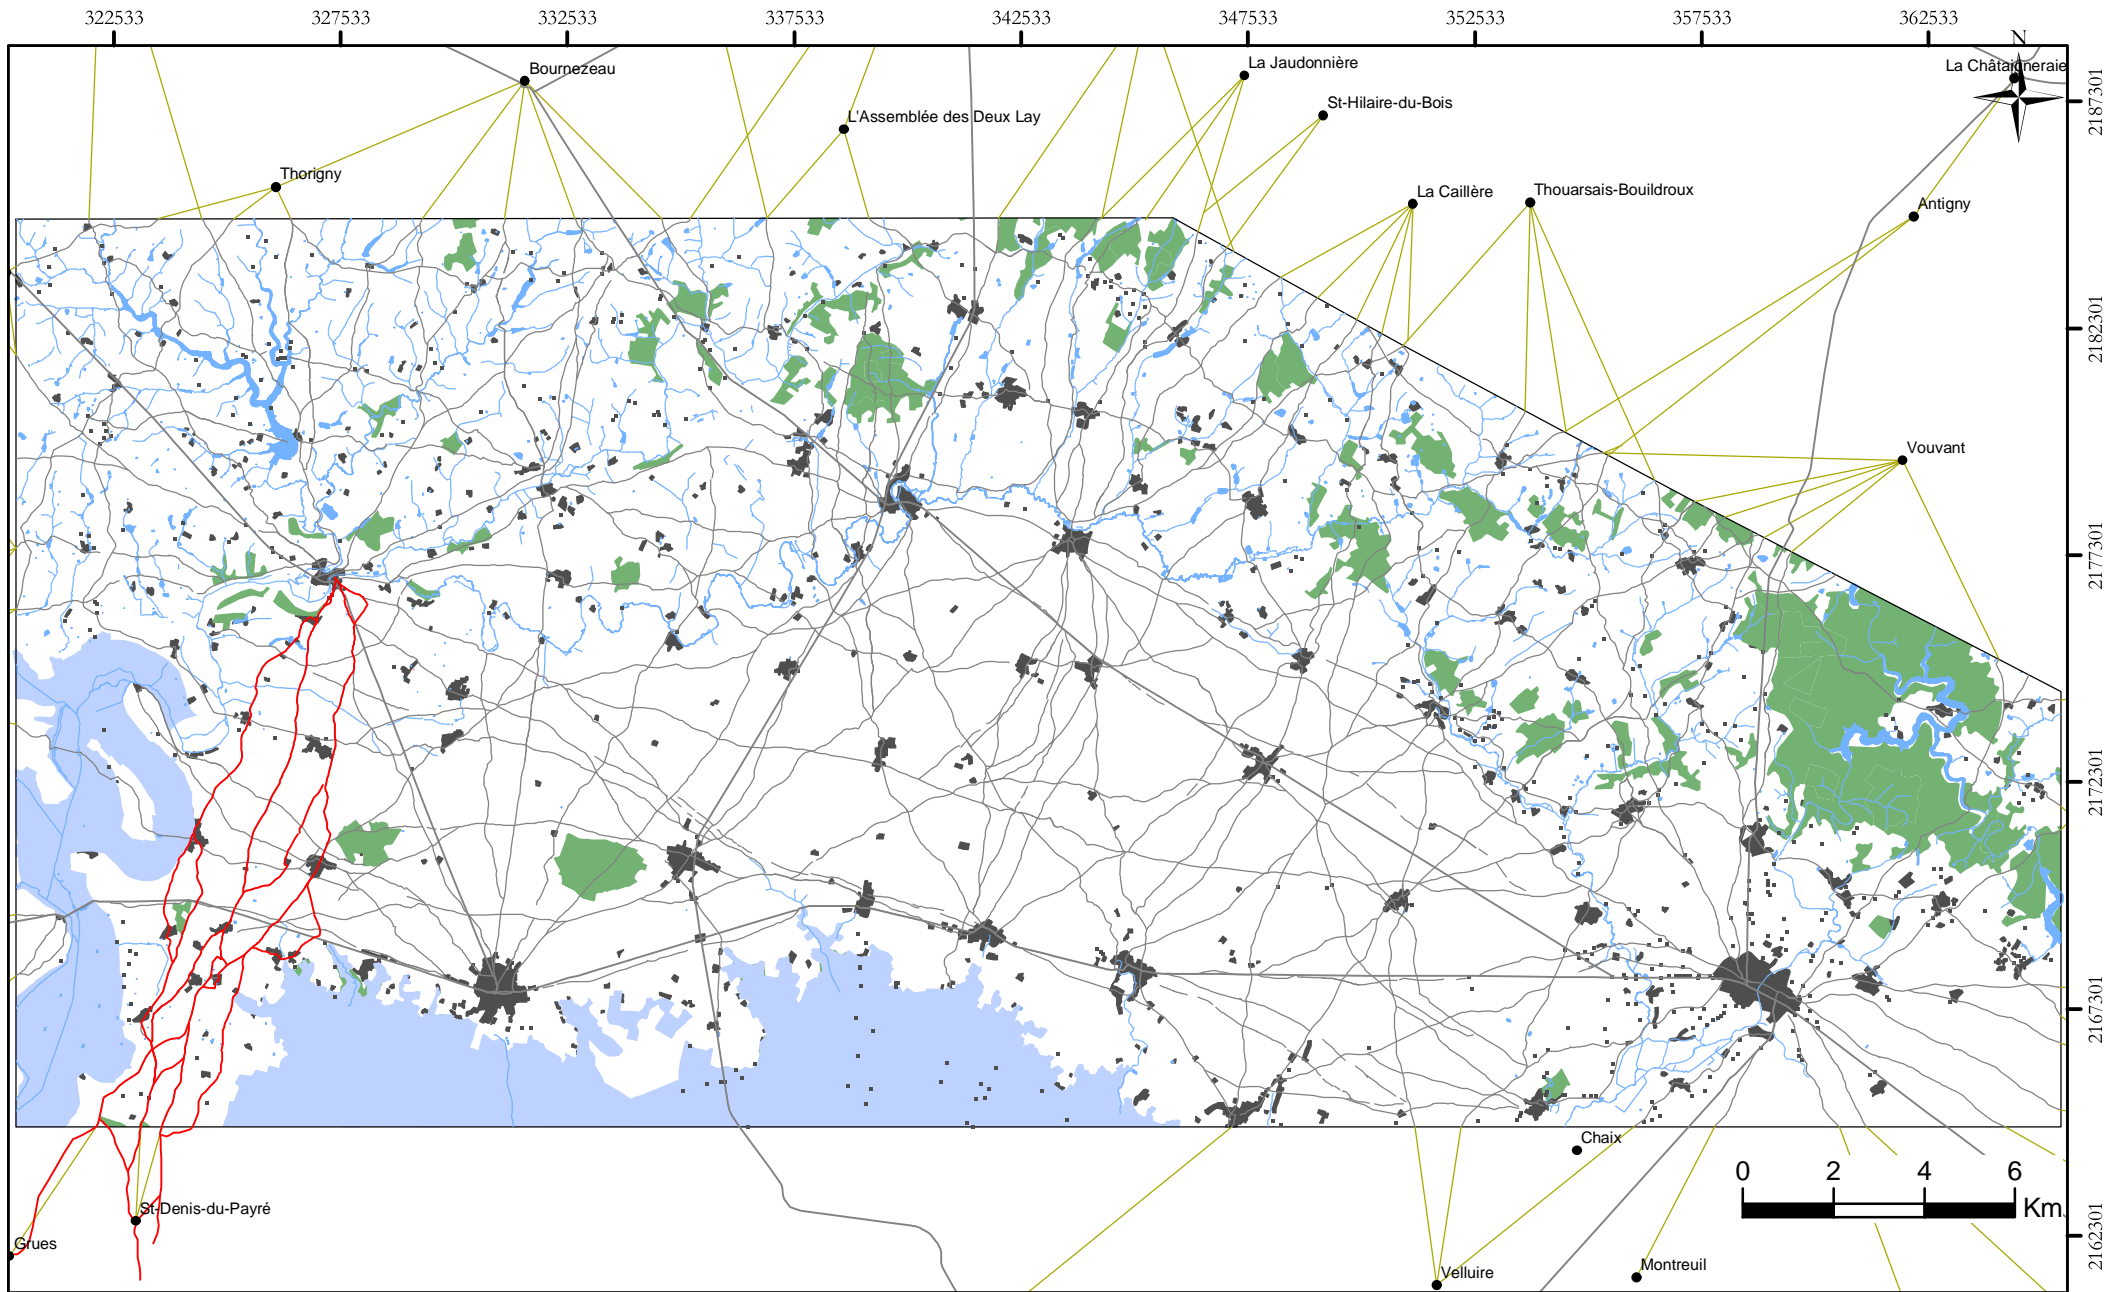 322533 327533 332533 337533 342533 347533 352533 357533 362533
N
Bournezeau
La Jaudonnière
La Châtaigneraie
St-Hilaire-du-Bois
L'Assemblée des Deux Lay
2187301
Thorigny
La Caillère
Thouarsais-Bouildroux
Antigny
2182301
Vouvant
2177301
2172301
2167301
Chaix
0 2 4 6
Km
St-Denis-du-Payré
Grues
2162301
Velluire
Montreuil